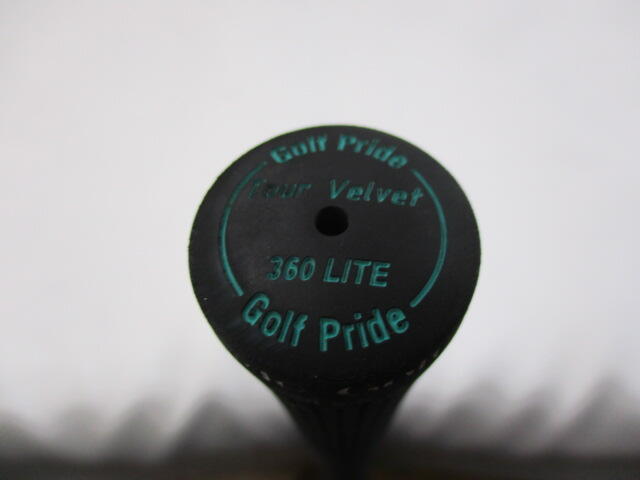 Golf Pride
Tour Velvet
360 LITE
Golf Pride